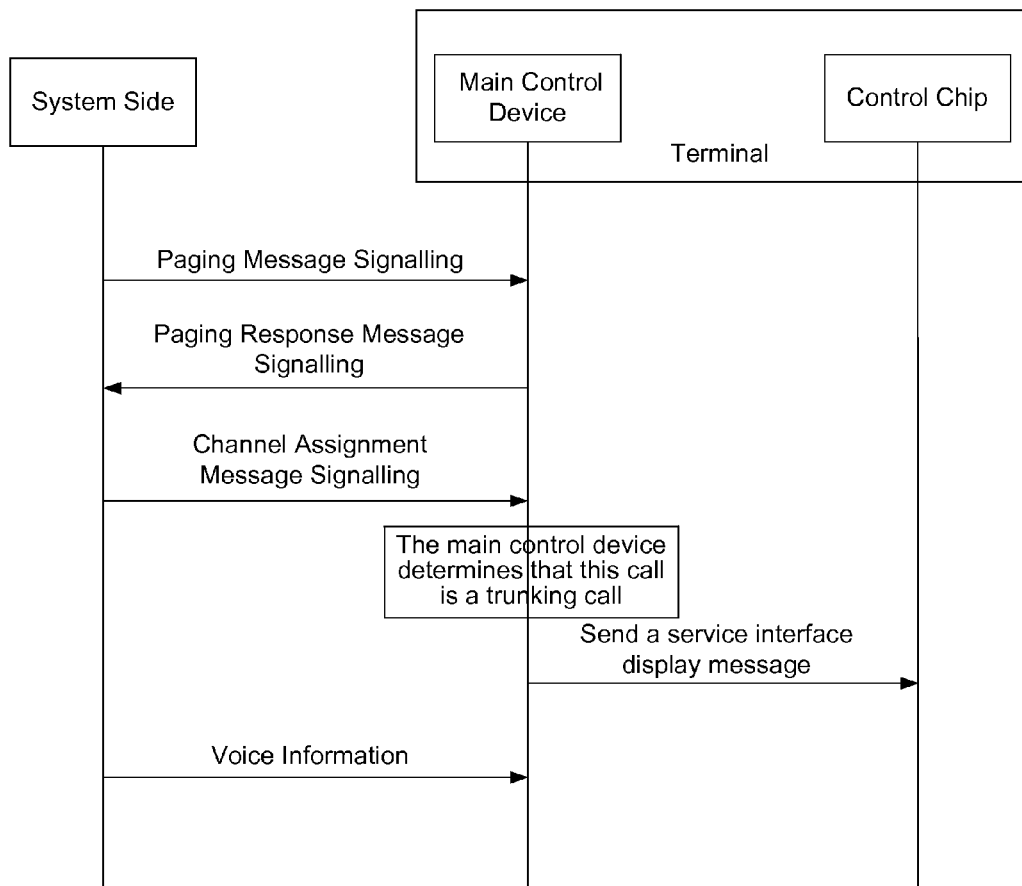 System Side
Main Control
Device
Control Chip
Terminal
Paging Message Signalling
Paging Response Message
Signalling
Channel Assignment
Message Signalling
The main control device
determines that this call
is a trunking call
Send a service interface
display message
Voice Information